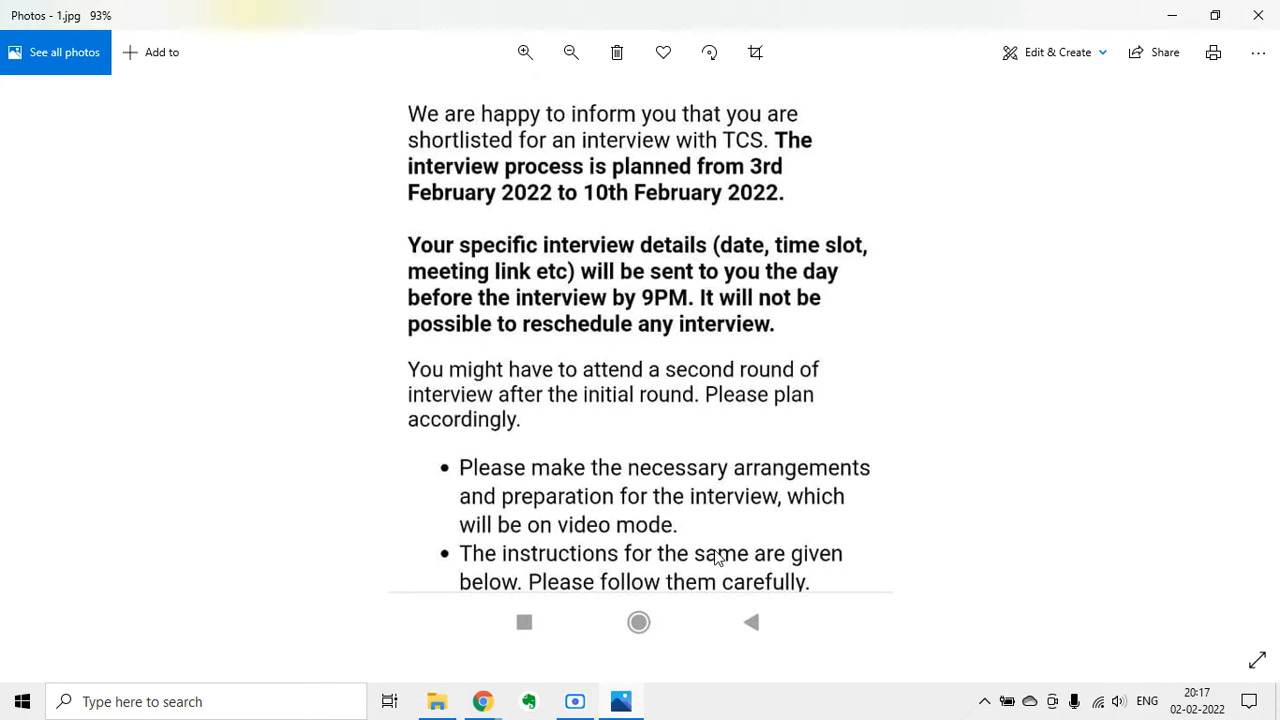 Photos - 1.jpg 93%
See all photos
Add to
Edit & Create
Share
We are happy to inform you that you are
shortlisted for an interview with TCS. The
interview process is planned from 3rd
February 2022 to 10th February 2022.
Your specific interview details (date, time slot,
meeting link etc) will be sent to you the day
before the interview by 9PM. It will not be
possible to reschedule any interview.
You might have to attend a second round of
interview after the initial round. Please plan
accordingly.
• Please make the necessary arrangements
and preparation for the interview, which
will be on video mode.
• The instructions for the same are given
below. Please follow them carefully.
Type here to search
ENG
20:17
02-02-2022